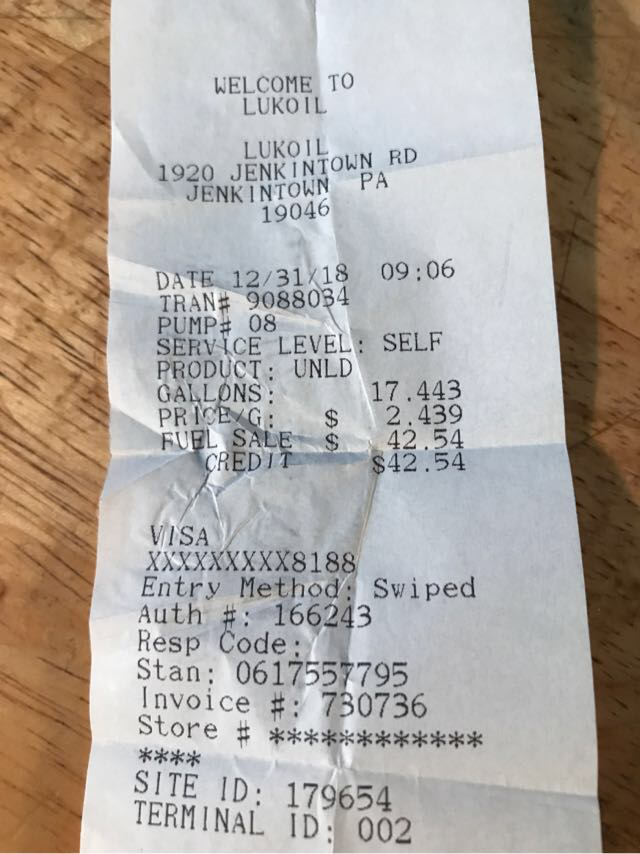 WELCOME TO
LUKOIL
LUKOIL
1920 JENKINTOWN RD
JENKINTOWN PA
19046
DATE 12/31/18 09:06
TRAN# 9088034
PUMP# 08
SERVICE LEVEL: SELF
PRODUCT: UNLD
GALLONS: 17.443
PRICE/G: $ 2.439
FUEL SALE $ 42.54
CREDIT $42.54
VISA
XXXXXXXXX8188
Entry Method: Swiped
Auth #: 166243
Resp Code:
Stan: 0617557795
Invoice #: 730736
Store # ************
****
SITE ID: 179654
TERMINAL ID: 002